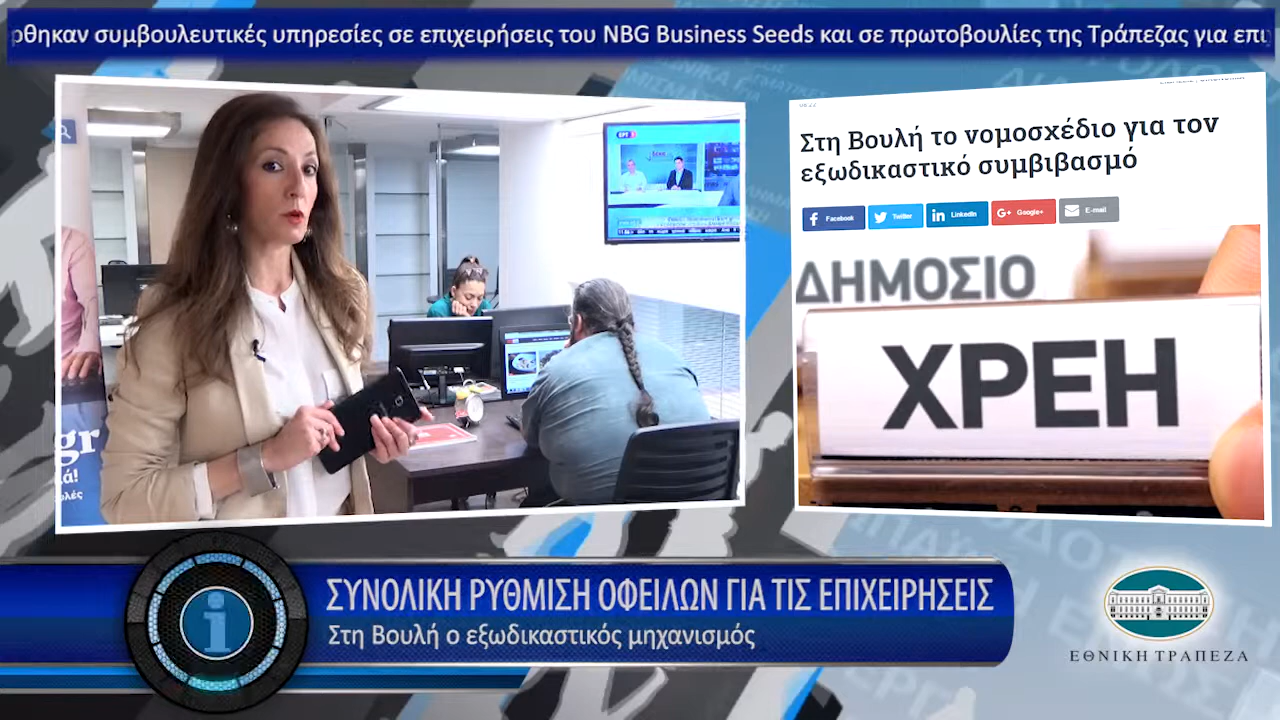 ρθηκαν συμβουλευτικές υπηρεσίες σε επιχειρήσεις του NBG Business Seeds και σε πρωτοβουλίες της Τράπεζας για επι
Στη Βουλή το νομοσχέδιο για τον
εξωδικαστικό συμβιβασμό
Facebook
Twitter
LinkedIn
Google+
E-mail
ΕΡΤ
ΔΗΜΟΣΙΟ
ΧΡΕΗ
gr
ΣΥΝΟΛΙΚΗ ΡΥΘΜΙΣΗ ΟΦΕΙΛΩΝ ΓΙΑ ΤΙΣ ΕΠΙΧΕΙΡΗΣΕΙΣ
Στη Βουλή ο εξωδικαστικός μηχανισμός
ΕΘΝΙΚΗ ΤΡΑΠΕΖΑ